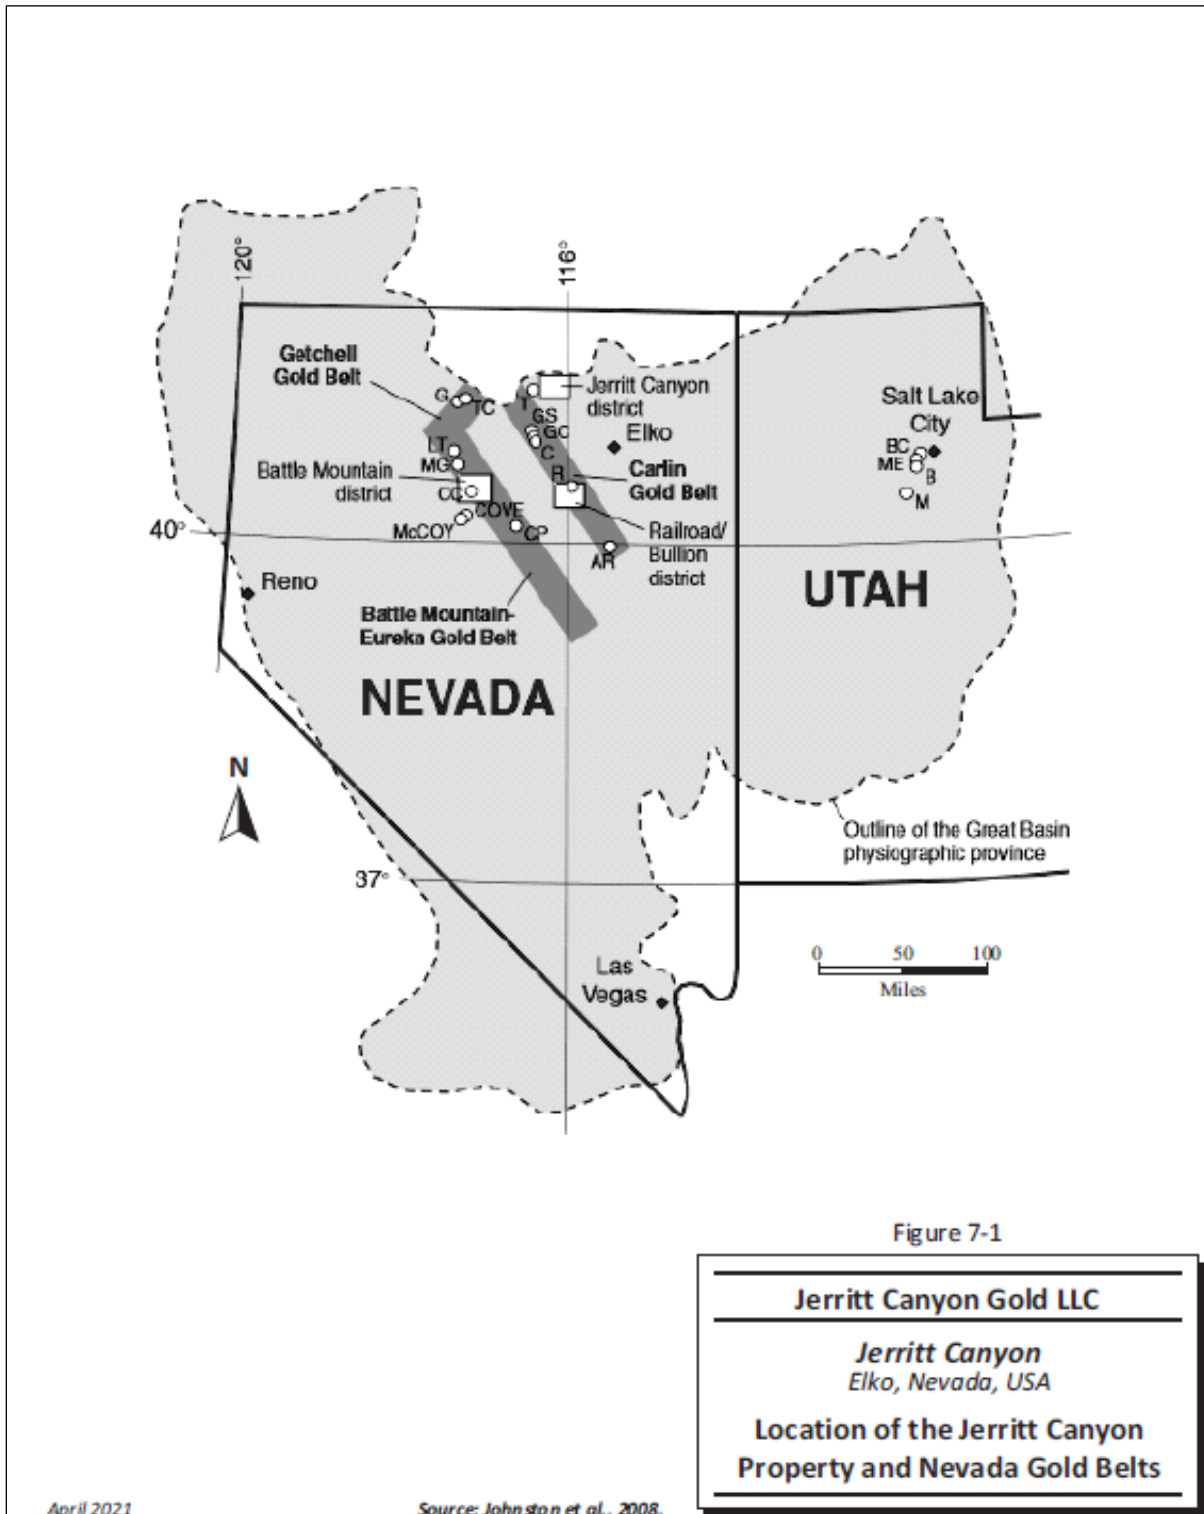 120°
116°
Getchell
Gold Belt
G
TC
T
Jerritt Canyon
district
GS
GC
C
Elko
LT
MG
Battle Mountain
district
CC
R
Carlin
Gold Belt
COVE
McCOY
CP
Railroad/
Bullion
district
AR
40°
Reno
Battle Mountain-
Eureka Gold Belt
Salt Lake
City
BC
ME
B
M
UTAH
NEVADA
N
Outline of the Great Basin
physiographic province
37°
0 50 100
Miles
Las
Vegas
Figure 7-1
Jerritt Canyon Gold LLC
Jerritt Canyon
Elko, Nevada, USA
Location of the Jerritt Canyon
Property and Nevada Gold Belts
April 2021
Source: Johnston et al., 2008.